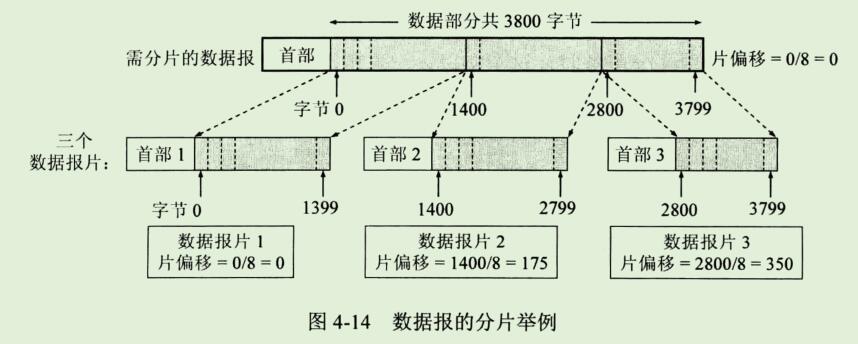 数据部分共 3800 字节
需分片的数据报 首部 片偏移 = 0/8 = 0
字节 0 1400 2800 3799
三个
数据报片：
首部 1 首部 2 首部 3
字节 0 1399 1400 2799 2800 3799
数据报片 1
片偏移 = 0/8 = 0
数据报片 2
片偏移 = 1400/8 = 175
数据报片 3
片偏移 = 2800/8 = 350
图 4-14 数据报的分片举例